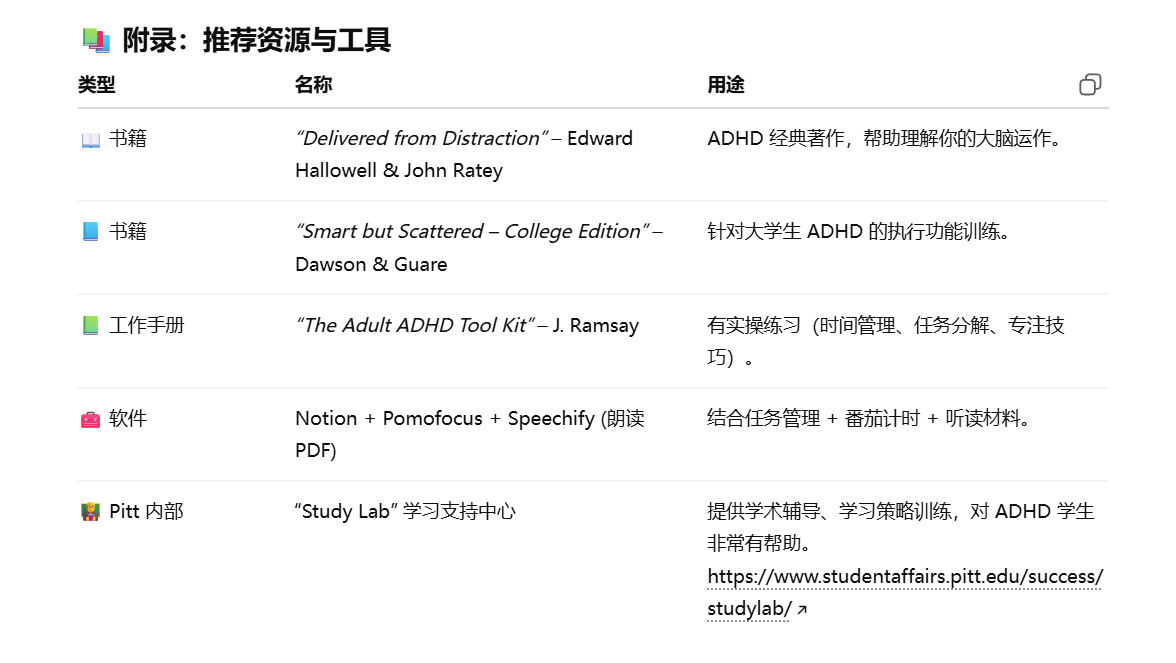 附录：推荐资源与工具
类型 名称 用途
书籍 “Delivered from Distraction” – Edward Hallowell & John Ratey ADHD 经典著作，帮助理解你的大脑运作。
书籍 “Smart but Scattered – College Edition” – Dawson & Guare 针对大学生 ADHD 的执行功能训练。
工作手册 “The Adult ADHD Tool Kit” – J. Ramsay 有实操练习（时间管理、任务分解、专注技巧）。
软件 Notion + Pomofocus + Speechify (朗读 PDF) 结合任务管理 + 番茄计时 + 听读材料。
Pitt 内部 “Study Lab” 学习支持中心 提供学术辅导、学习策略训练，对 ADHD 学生非常有帮助。
https://www.studentaffairs.pitt.edu/success/studylab/